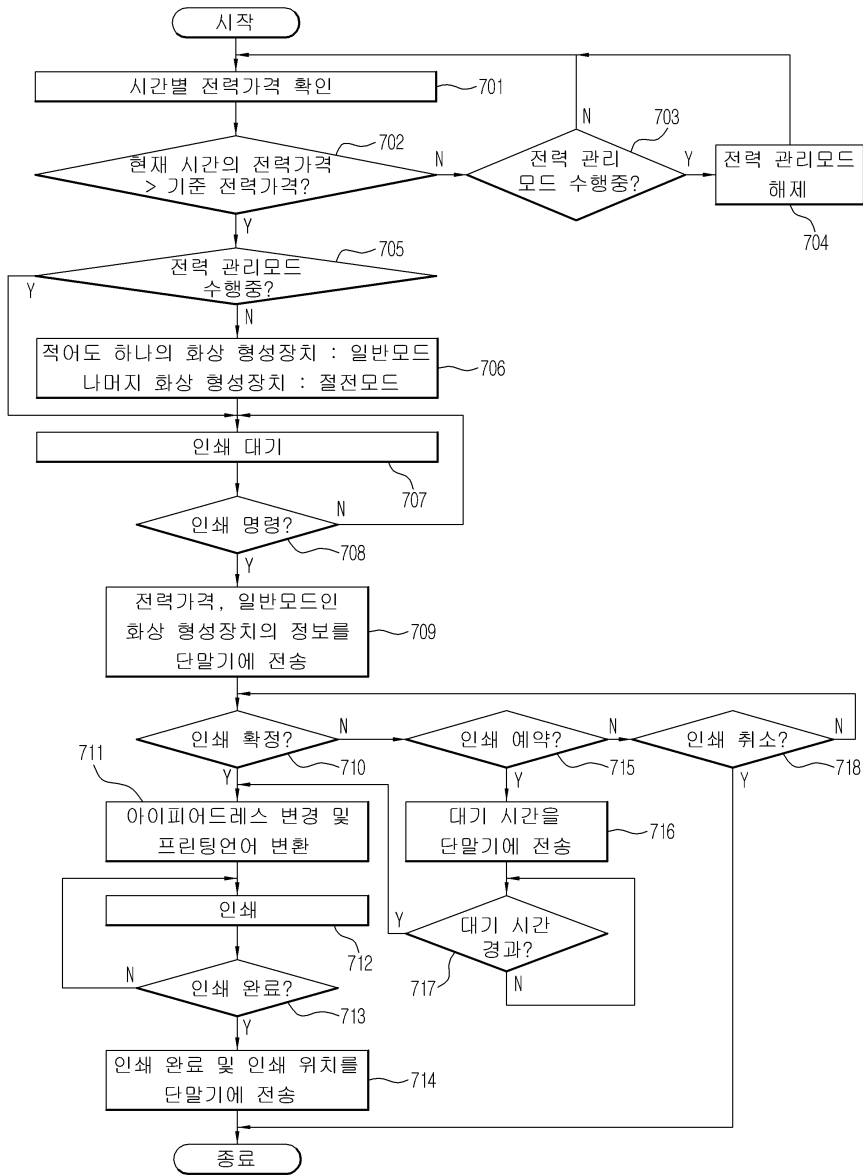 시작
시간별 전력가격 확인
701
현재 시간의 전력가격
> 기준 전력가격?
702
N
Y
전력 관리
모드 수행중?
703
N
Y
전력 관리모드
해제
704
전력 관리모드
수행중?
705
Y
N
적어도 하나의 화상 형성장치 : 일반모드
나머지 화상 형성장치 : 절전모드
706
인쇄 대기
707
인쇄 명령?
708
N
Y
전력가격, 일반모드인
화상 형성장치의 정보를
단말기에 전송
709
인쇄 확정?
710
N
Y
인쇄 예약?
715
N
Y
인쇄 취소?
718
N
Y
711
아이피어드레스 변경 및
프린팅언어 변환
대기 시간을
단말기에 전송
716
인쇄
712
대기 시간
경과?
717
Y
N
인쇄 완료?
713
N
Y
인쇄 완료 및 인쇄 위치를
단말기에 전송
714
종료